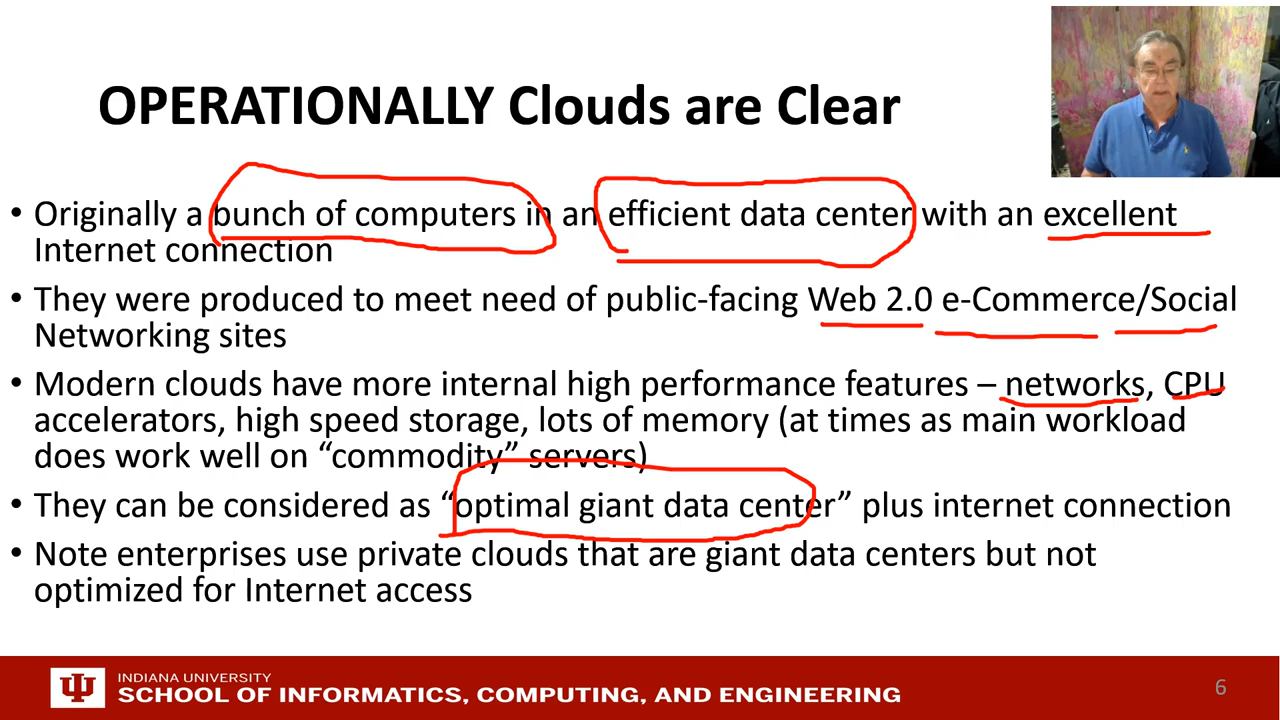 OPERATIONALLY Clouds are Clear
• Originally a bunch of computers in an efficient data center with an excellent
Internet connection
• They were produced to meet need of public-facing Web 2.0 e-Commerce/Social
Networking sites
• Modern clouds have more internal high performance features – networks, CPU
accelerators, high speed storage, lots of memory (at times as main workload
does work well on “commodity” servers)
• They can be considered as “optimal giant data center” plus internet connection
• Note enterprises use private clouds that are giant data centers but not
optimized for Internet access
INDIANA UNIVERSITY
SCHOOL OF INFORMATICS, COMPUTING, AND ENGINEERING
6